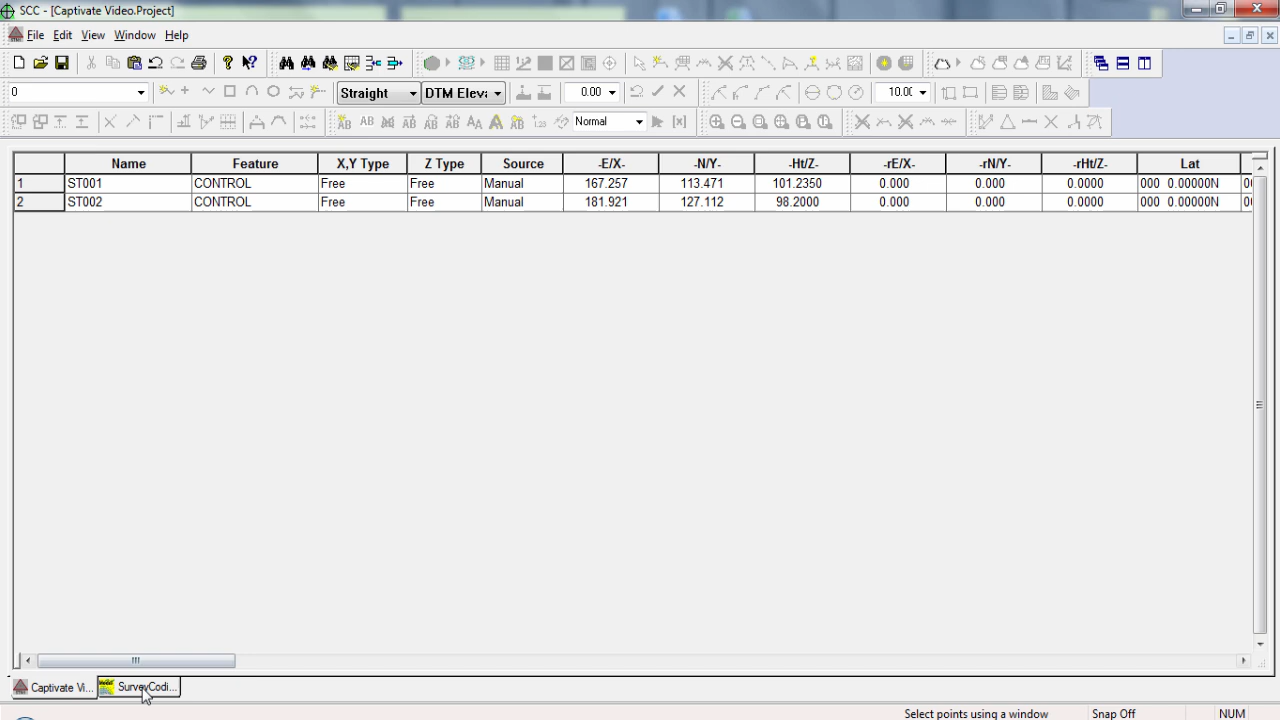 SCC - [Captivate Video.Project]
File Edit View Window Help
0 Straight DTM Elev: 0.00 10.00
Normal
Name Feature X,Y Type Z Type Source -E/X- -N/Y- -Ht/Z- -rE/X- -rN/Y- -rHt/Z- Lat
1 ST001 CONTROL Free Free Manual 167.257 113.471 101.2350 0.000 0.000 0.0000 000 0.00000N
2 ST002 CONTROL Free Free Manual 181.921 127.112 98.2000 0.000 0.000 0.0000 000 0.00000N
Captivate Vi... SurveyCodi...
Select points using a window Snap Off NUM